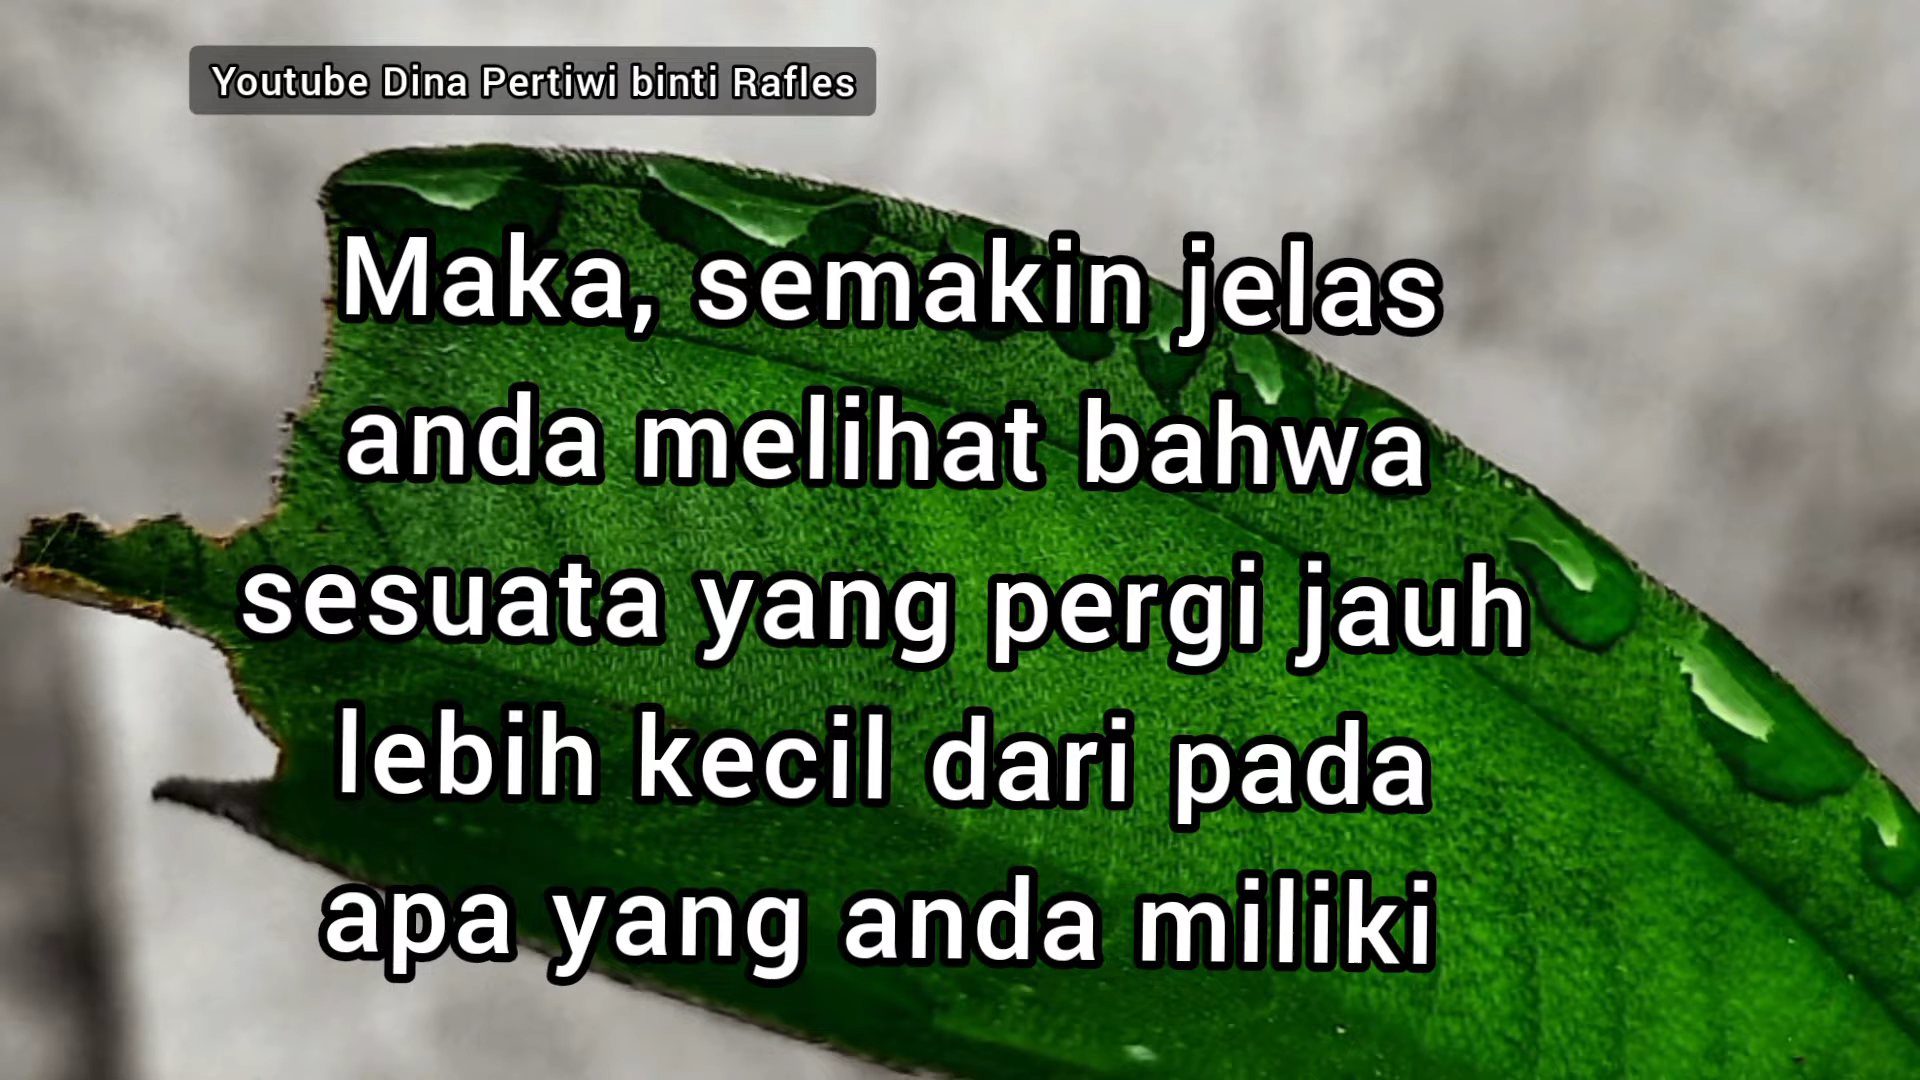 Youtube Dina Pertiwi binti Rafles
Maka, semakin jelas
anda melihat bahwa
sesuata yang pergi jauh
lebih kecil dari pada
apa yang anda miliki